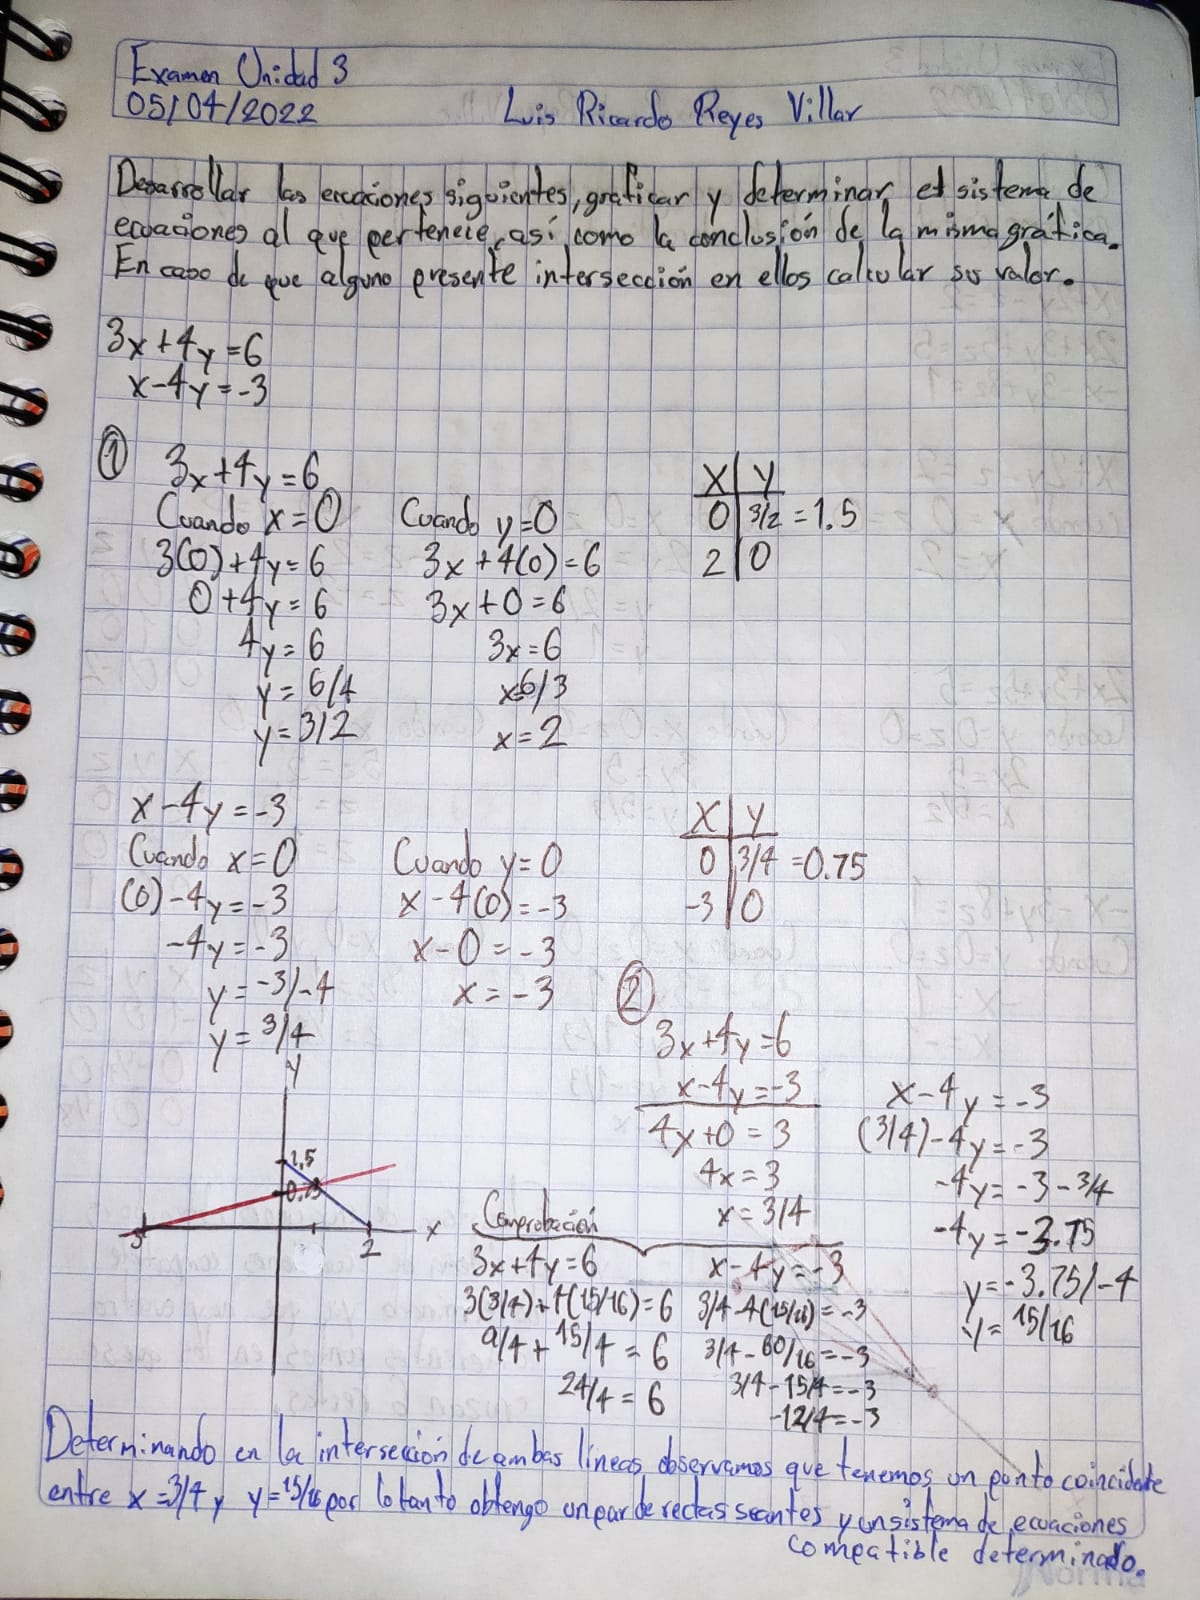 Examen Unidad 3
05/04/2022 Luis Ricardo Reyes Villar
Desarrollar las ecuaciones siguientes, graficar y determinar el sistema de
ecuaciones al que pertenece, así como la conclusión de la misma gráfica.
En caso de que alguno presente intersección en ellos calcular su valor.
3x+4y=6
x-4y=-3
① 3x+4y=6
Cuando x=0
3(0)+4y=6
0+4y=6
4y=6
y=6/4
y=3/2
Cuando y=0
3x+4(0)=6
3x+0=6
3x=6
x=6/3
x=2
X | Y
0 | 3/2 =1.5
2 | 0
x-4y=-3
Cuando x=0
(0)-4y=-3
-4y=-3
y=-3/-4
y=3/4
Cuando y=0
x-4(0)=-3
x-0=-3
x=-3
X | Y
0 | 3/4 =0.75
-3 | 0
y
1.5
0.75
-3
2
x
②
3x+4y=6
x-4y=-3
4x+0=3
4x=3
x=3/4
x-4y=-3
(3/4)-4y=-3
-4y=-3-3/4
-4y=-3.75
y=-3.75/-4
y=15/16
Comprobación
3x+4y=6
3(3/4)+4(15/16)=6
9/4+15/4=6
24/4=6
x-4y=-3
3/4-4(15/16)=-3
3/4-60/16=-3
3/4-15/4=-3
-12/4=-3
Determinando en la intersección de ambas líneas observamos que tenemos un punto coincidente
entre x=3/4 y y=15/16 por lo tanto obtengo un par de rectas secantes y un sistema de ecuaciones
compatible determinado.
Norma